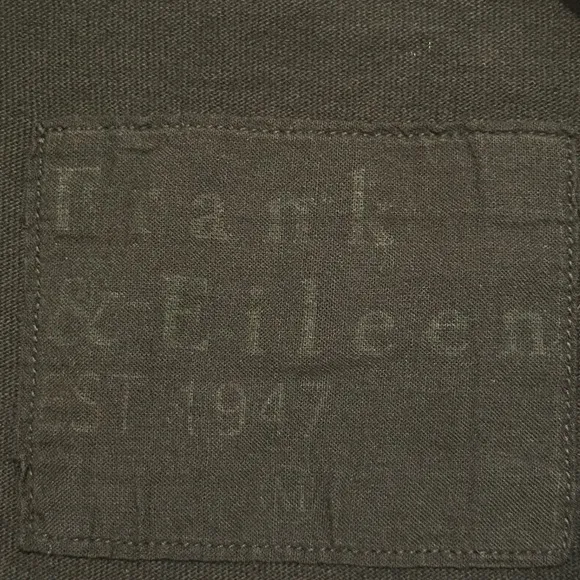 Frank
& Eileen
EST 1947
M